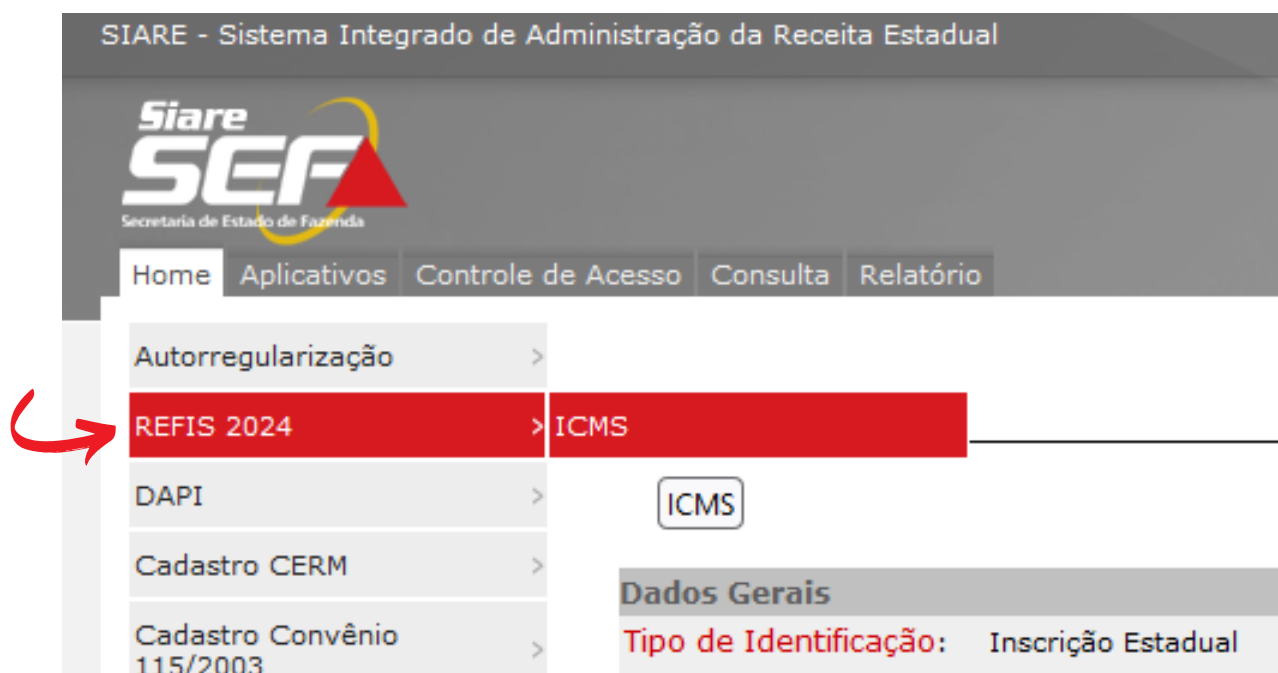 SIARE - Sistema Integrado de Administração da Receita Estadual
Siare
SEF
Secretaria de Estado de Fazenda
Home Aplicativos Controle de Acesso Consulta Relatório
Autorregularização >
REFIS 2024 > ICMS
DAPI >
ICMS
Cadastro CERM >
Dados Gerais
Cadastro Convênio >
115/2003
Tipo de Identificação: Inscrição Estadual